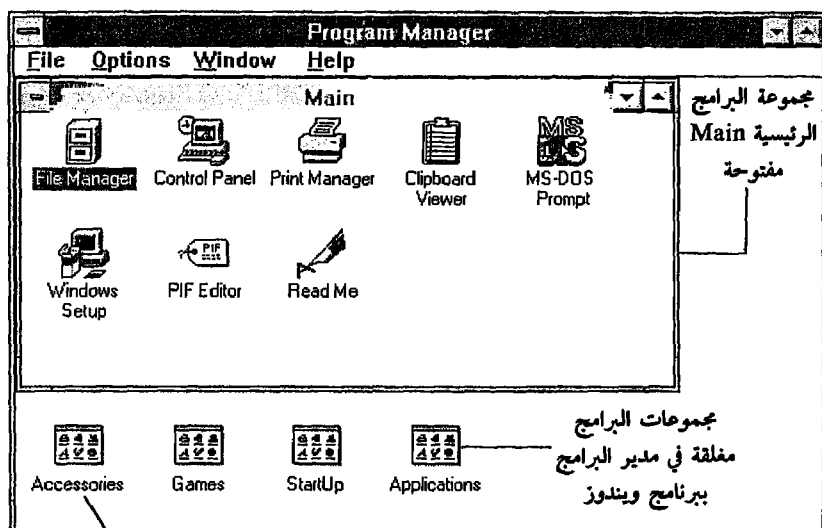 Program Manager
File Options Window Help
Main
File Manager Control Panel Print Manager Clipboard Viewer MS-DOS Prompt
Windows Setup PIF Editor Read Me
مجموعة البرامج
الرئيسية Main
مفتوحة
Accessories Games StartUp Applications
مجموعات البرامج
مغلقة في مدير البرامج
ببرنامج ويندوز